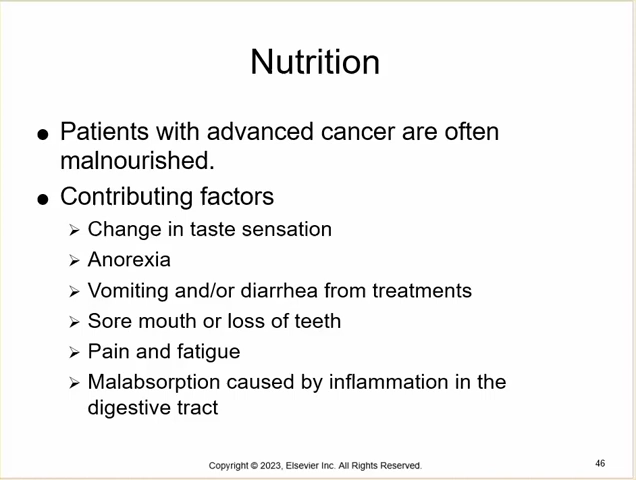 Nutrition
● Patients with advanced cancer are often
malnourished.
● Contributing factors
➢ Change in taste sensation
➢ Anorexia
➢ Vomiting and/or diarrhea from treatments
➢ Sore mouth or loss of teeth
➢ Pain and fatigue
➢ Malabsorption caused by inflammation in the
digestive tract
Copyright © 2023, Elsevier Inc. All Rights Reserved.
46